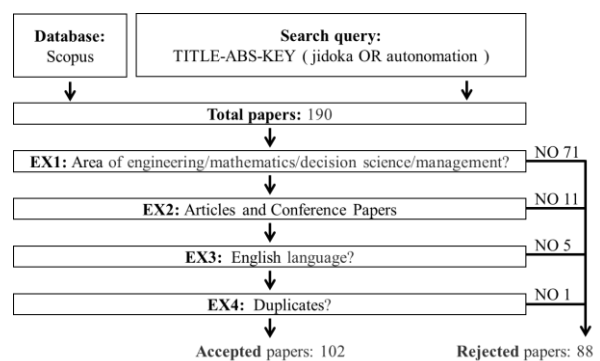 Database:
Scopus
Search query:
TITLE-ABS-KEY ( jidoka OR autonomation )
Total papers: 190
EX1: Area of engineering/mathematics/decision science/management?
NO 71
EX2: Articles and Conference Papers
NO 11
EX3: English language?
NO 5
EX4: Duplicates?
NO 1
Accepted papers: 102
Rejected papers: 88